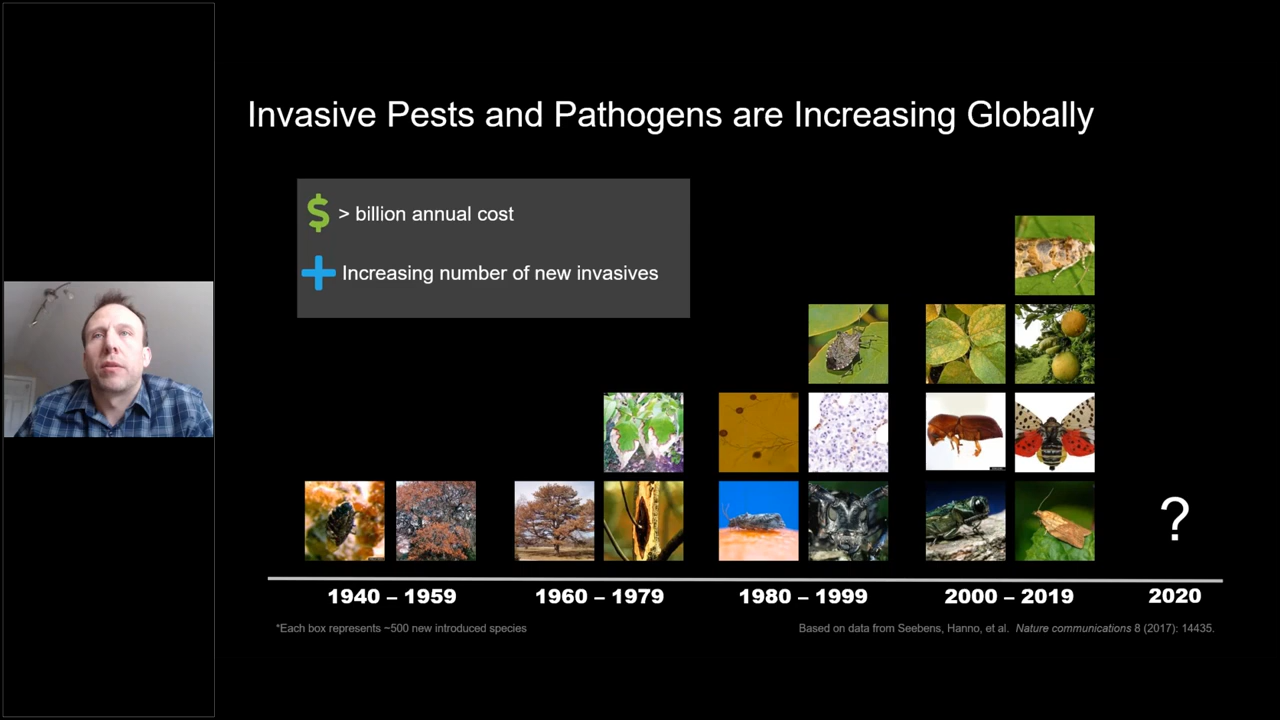 Invasive Pests and Pathogens are Increasing Globally
$ > billion annual cost
+ Increasing number of new invasives
?
1940 – 1959
1960 – 1979
1980 – 1999
2000 – 2019
2020
*Each box represents ~500 new introduced species
Based on data from Seebens, Hanno, et al. Nature communications 8 (2017): 14435.